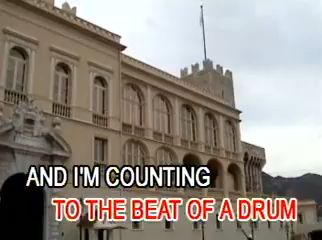 AND I'M COUNTING
TO THE BEAT OF A DRUM